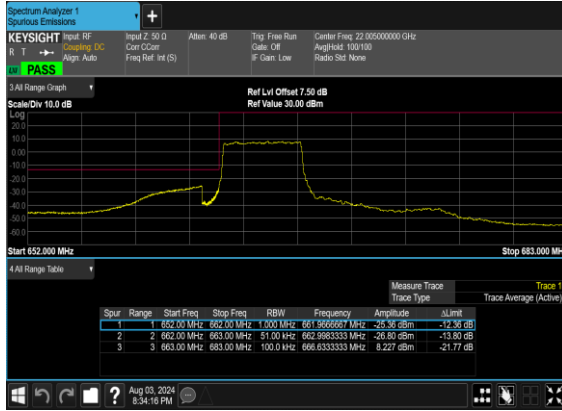 Spectrum Analyzer 1
Spurious Emissions
KEYSIGHT Input: RF Input Z: 50 Ω Atten: 40 dB Trig: Free Run Center Freq: 22.005000000 GHz
R T Coupling: DC Corr CCorr Gate: Off Avg|Hold: 100/100
Align: Auto Freq Ref: Int (S) IF Gain: Low Radio Std: None
PASS
3 All Range Graph
Ref Lvl Offset 7.50 dB
Scale/Div 10.0 dB Ref Value 30.00 dBm
Log
20.0
10.0
0.00
-10.0
-20.0
-30.0
-40.0
-50.0
-60.0
Start 652.000 MHz Stop 683.000 MH
4 All Range Table
Measure Trace Trace 1
Trace Type Trace Average (Active)
Spur Range Start Freq Stop Freq RBW Frequency Amplitude ΔLimit
1 1 652.00 MHz 662.00 MHz 1.000 MHz 661.9666667 MHz -25.36 dBm -12.36 dB
2 2 662.00 MHz 663.00 MHz 51.00 kHz 662.9983333 MHz -26.80 dBm -13.80 dB
3 3 663.00 MHz 683.00 MHz 100.0 kHz 666.6333333 MHz 8.227 dBm -21.77 dB
?
Aug 03, 2024
8:34:16 PM